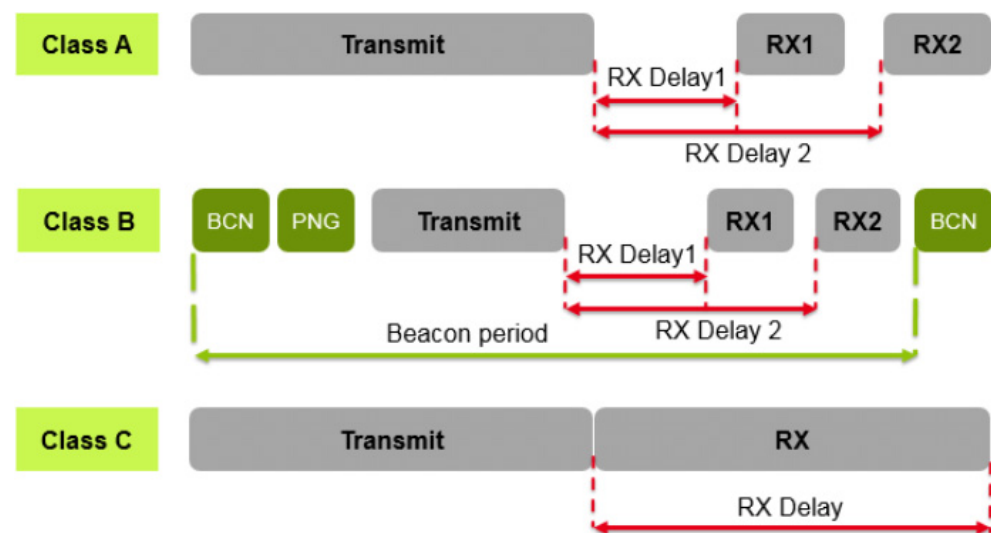 Class A
Transmit
RX1
RX2
RX Delay1
RX Delay 2
Class B
BCN
PNG
Transmit
RX1
RX2
BCN
RX Delay1
RX Delay 2
Beacon period
Class C
Transmit
RX
RX Delay